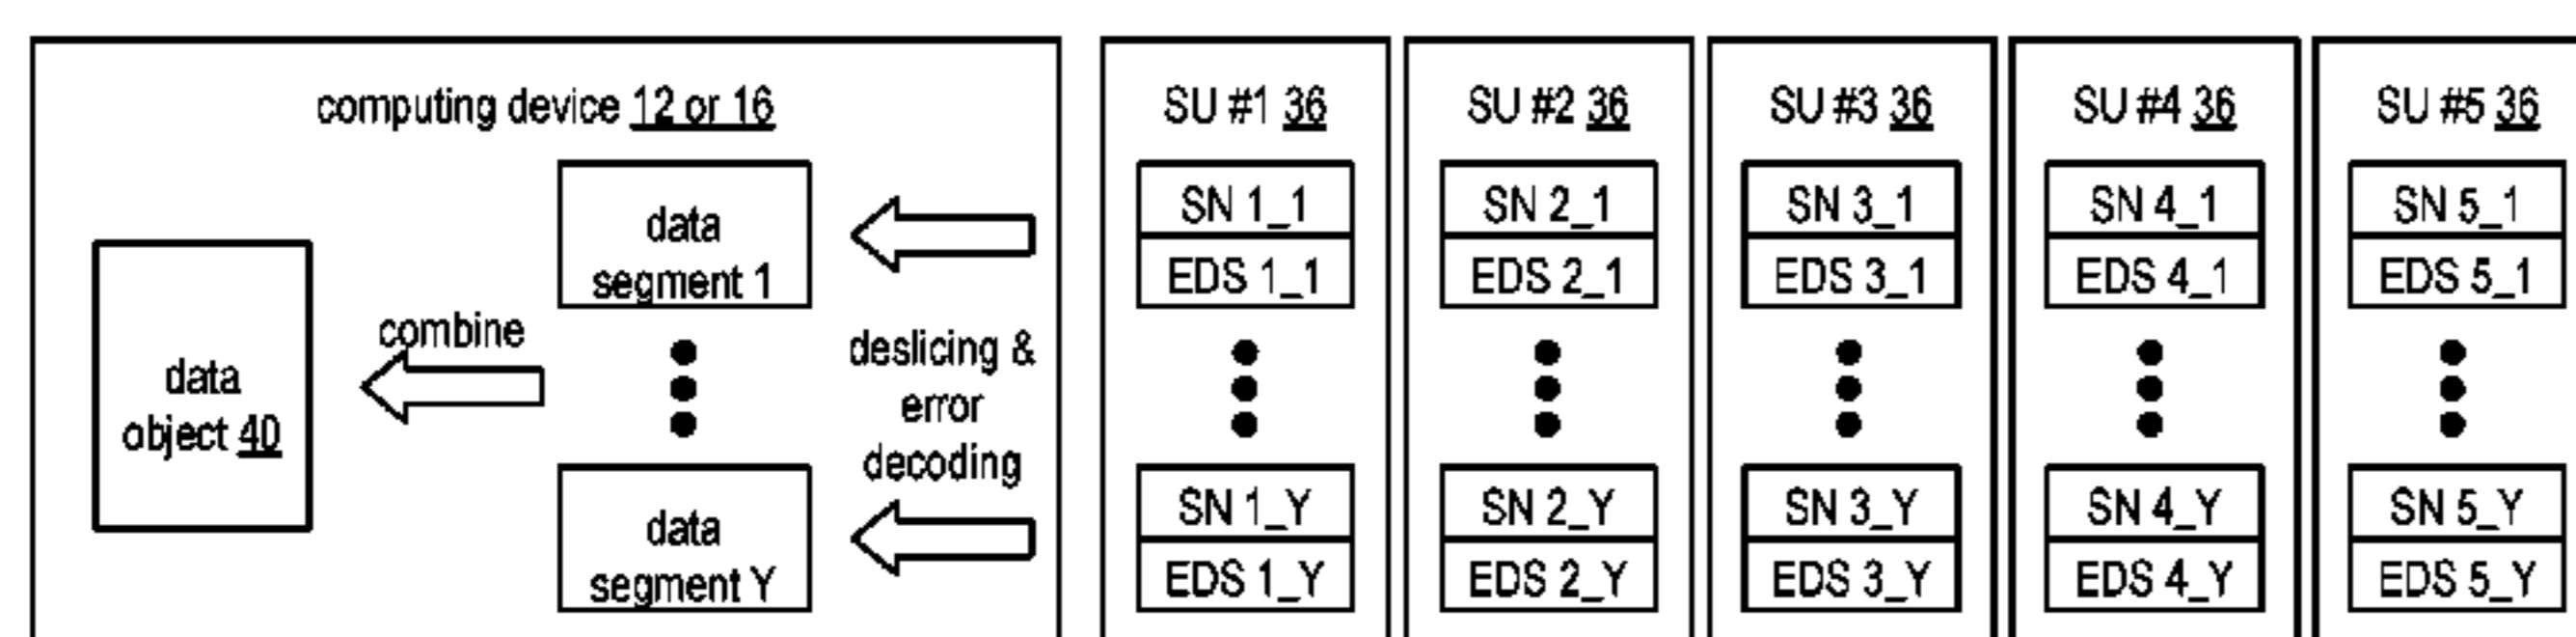 computing device 12 or 16
data
segment 1
combine
data
object 40
deslicing &
error
decoding
data
segment Y
SU #1 36
SN 1_1
EDS 1_1
SN 1_Y
EDS 1_Y
SU #2 36
SN 2_1
EDS 2_1
SN 2_Y
EDS 2_Y
SU #3 36
SN 3_1
EDS 3_1
SN 3_Y
EDS 3_Y
SU #4 36
SN 4_1
EDS 4_1
SN 4_Y
EDS 4_Y
SU #5 36
SN 5_1
EDS 5_1
SN 5_Y
EDS 5_Y